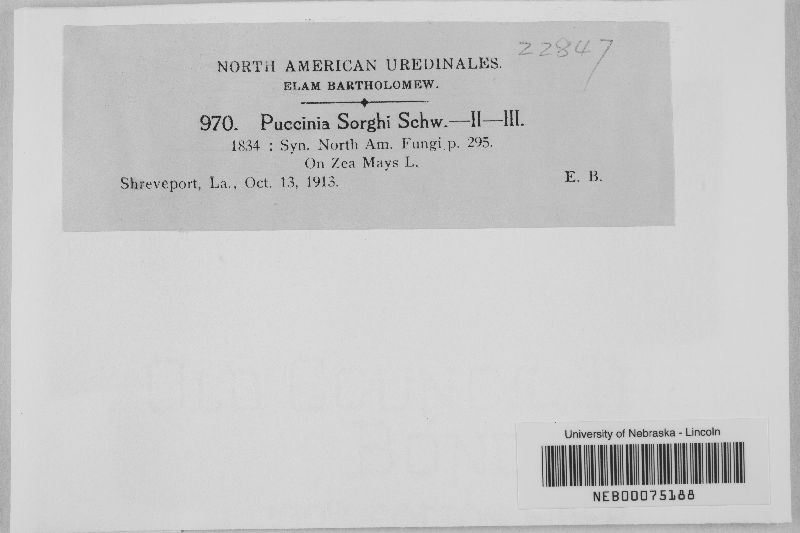 22847
NORTH AMERICAN UREDINALES.
ELAM BARTHOLOMEW.
970. Puccinia Sorghi Schw.—II—III.
1834 : Syn. North Am. Fungi p. 295.
On Zea Mays L.
Shreveport, La., Oct. 13, 1913.
E. B.
University of Nebraska - Lincoln
NEB00075188